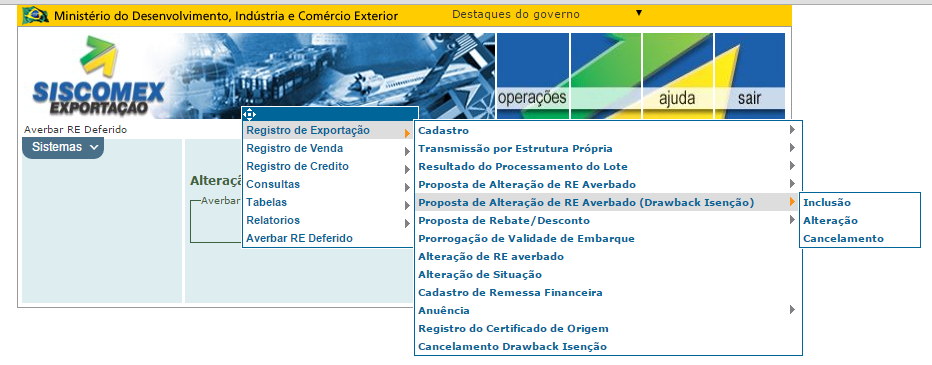 Ministério do Desenvolvimento, Indústria e Comércio Exterior
Destaques do governo
SISCOMEX
EXPORTAÇÃO
operações
ajuda
sair
Averbar RE Deferido
Sistemas
Alteraç
Averbar
Registro de Exportação
Registro de Venda
Registro de Credito
Consultas
Tabelas
Relatorios
Averbar RE Deferido
Cadastro
Transmissão por Estrutura Própria
Resultado do Processamento do Lote
Proposta de Alteração de RE Averbado
Proposta de Alteração de RE Averbado (Drawback Isenção)
Proposta de Rebate/Desconto
Prorrogação de Validade de Embarque
Alteração de RE averbado
Alteração de Situação
Cadastro de Remessa Financeira
Anuência
Registro do Certificado de Origem
Cancelamento Drawback Isenção
Inclusão
Alteração
Cancelamento